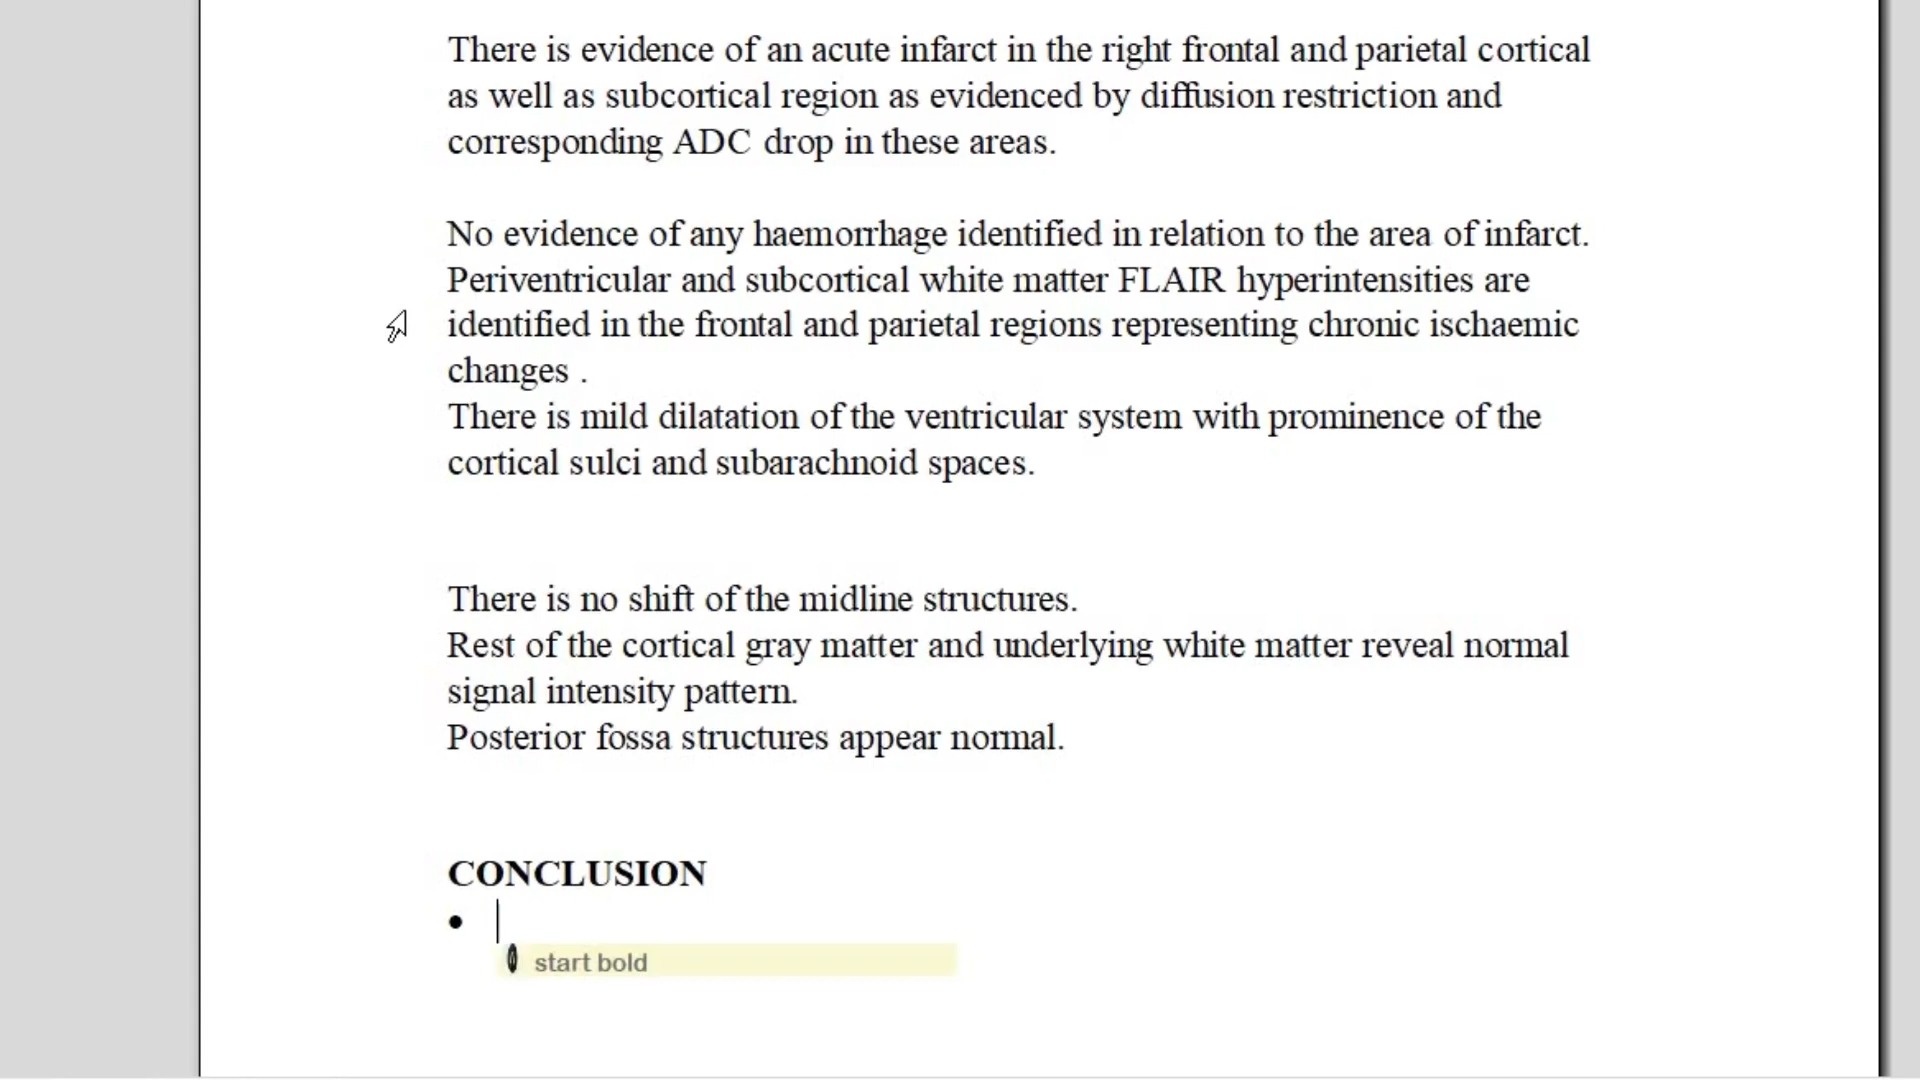 There is evidence of an acute infarct in the right frontal and parietal cortical
as well as subcortical region as evidenced by diffusion restriction and
corresponding ADC drop in these areas.
No evidence of any haemorrhage identified in relation to the area of infarct.
Periventricular and subcortical white matter FLAIR hyperintensities are
identified in the frontal and parietal regions representing chronic ischaemic
changes .
There is mild dilatation of the ventricular system with prominence of the
cortical sulci and subarachnoid spaces.
There is no shift of the midline structures.
Rest of the cortical gray matter and underlying white matter reveal normal
signal intensity pattern.
Posterior fossa structures appear normal.
CONCLUSION
•
start bold